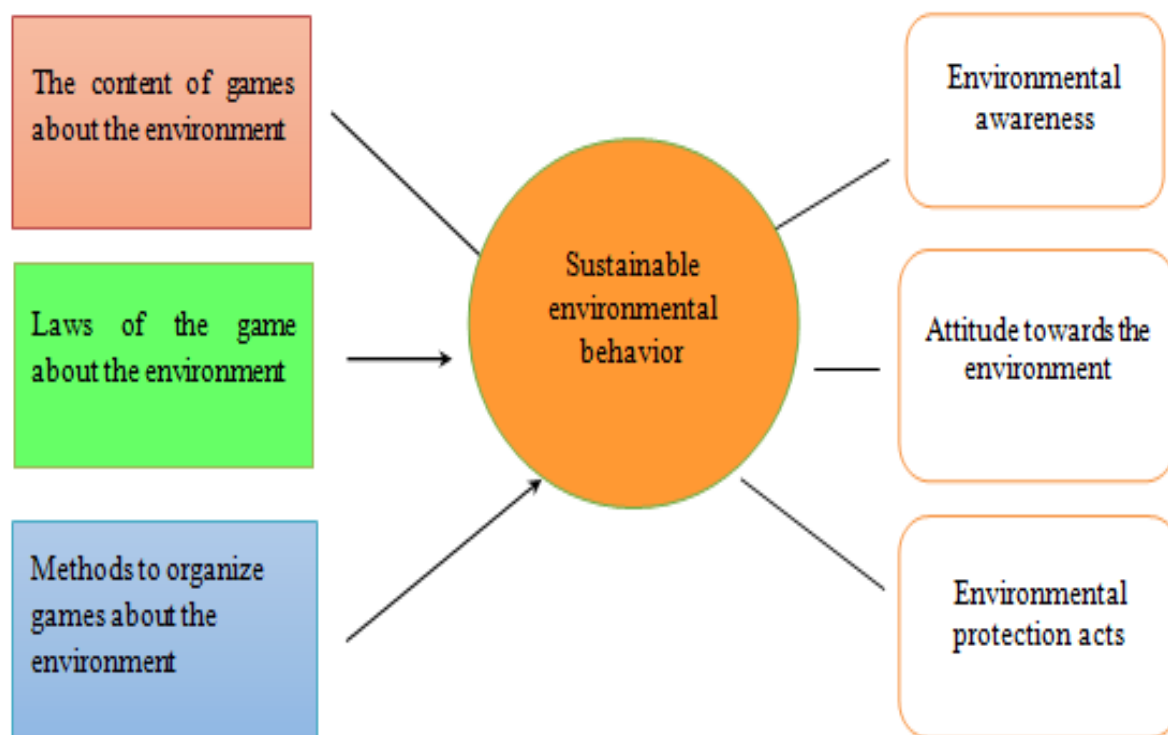 The content of games
about the environment
Laws of the game
about the environment
Methods to organize
games about the
environment
Sustainable
environmental
behavior
Environmental
awareness
Attitude towards the
environment
Environmental
protection acts